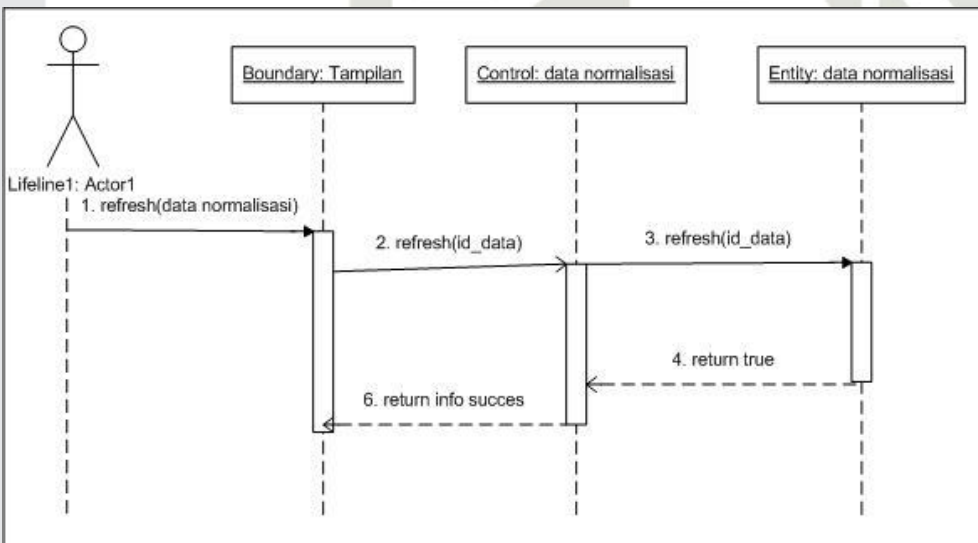 Boundary: Tampilan
Control: data normalisasi
Entity: data normalisasi
Lifeline1: Actor1
1. refresh(data normalisasi)
2. refresh(id_data)
3. refresh(id_data)
4. return true
6. return info succes